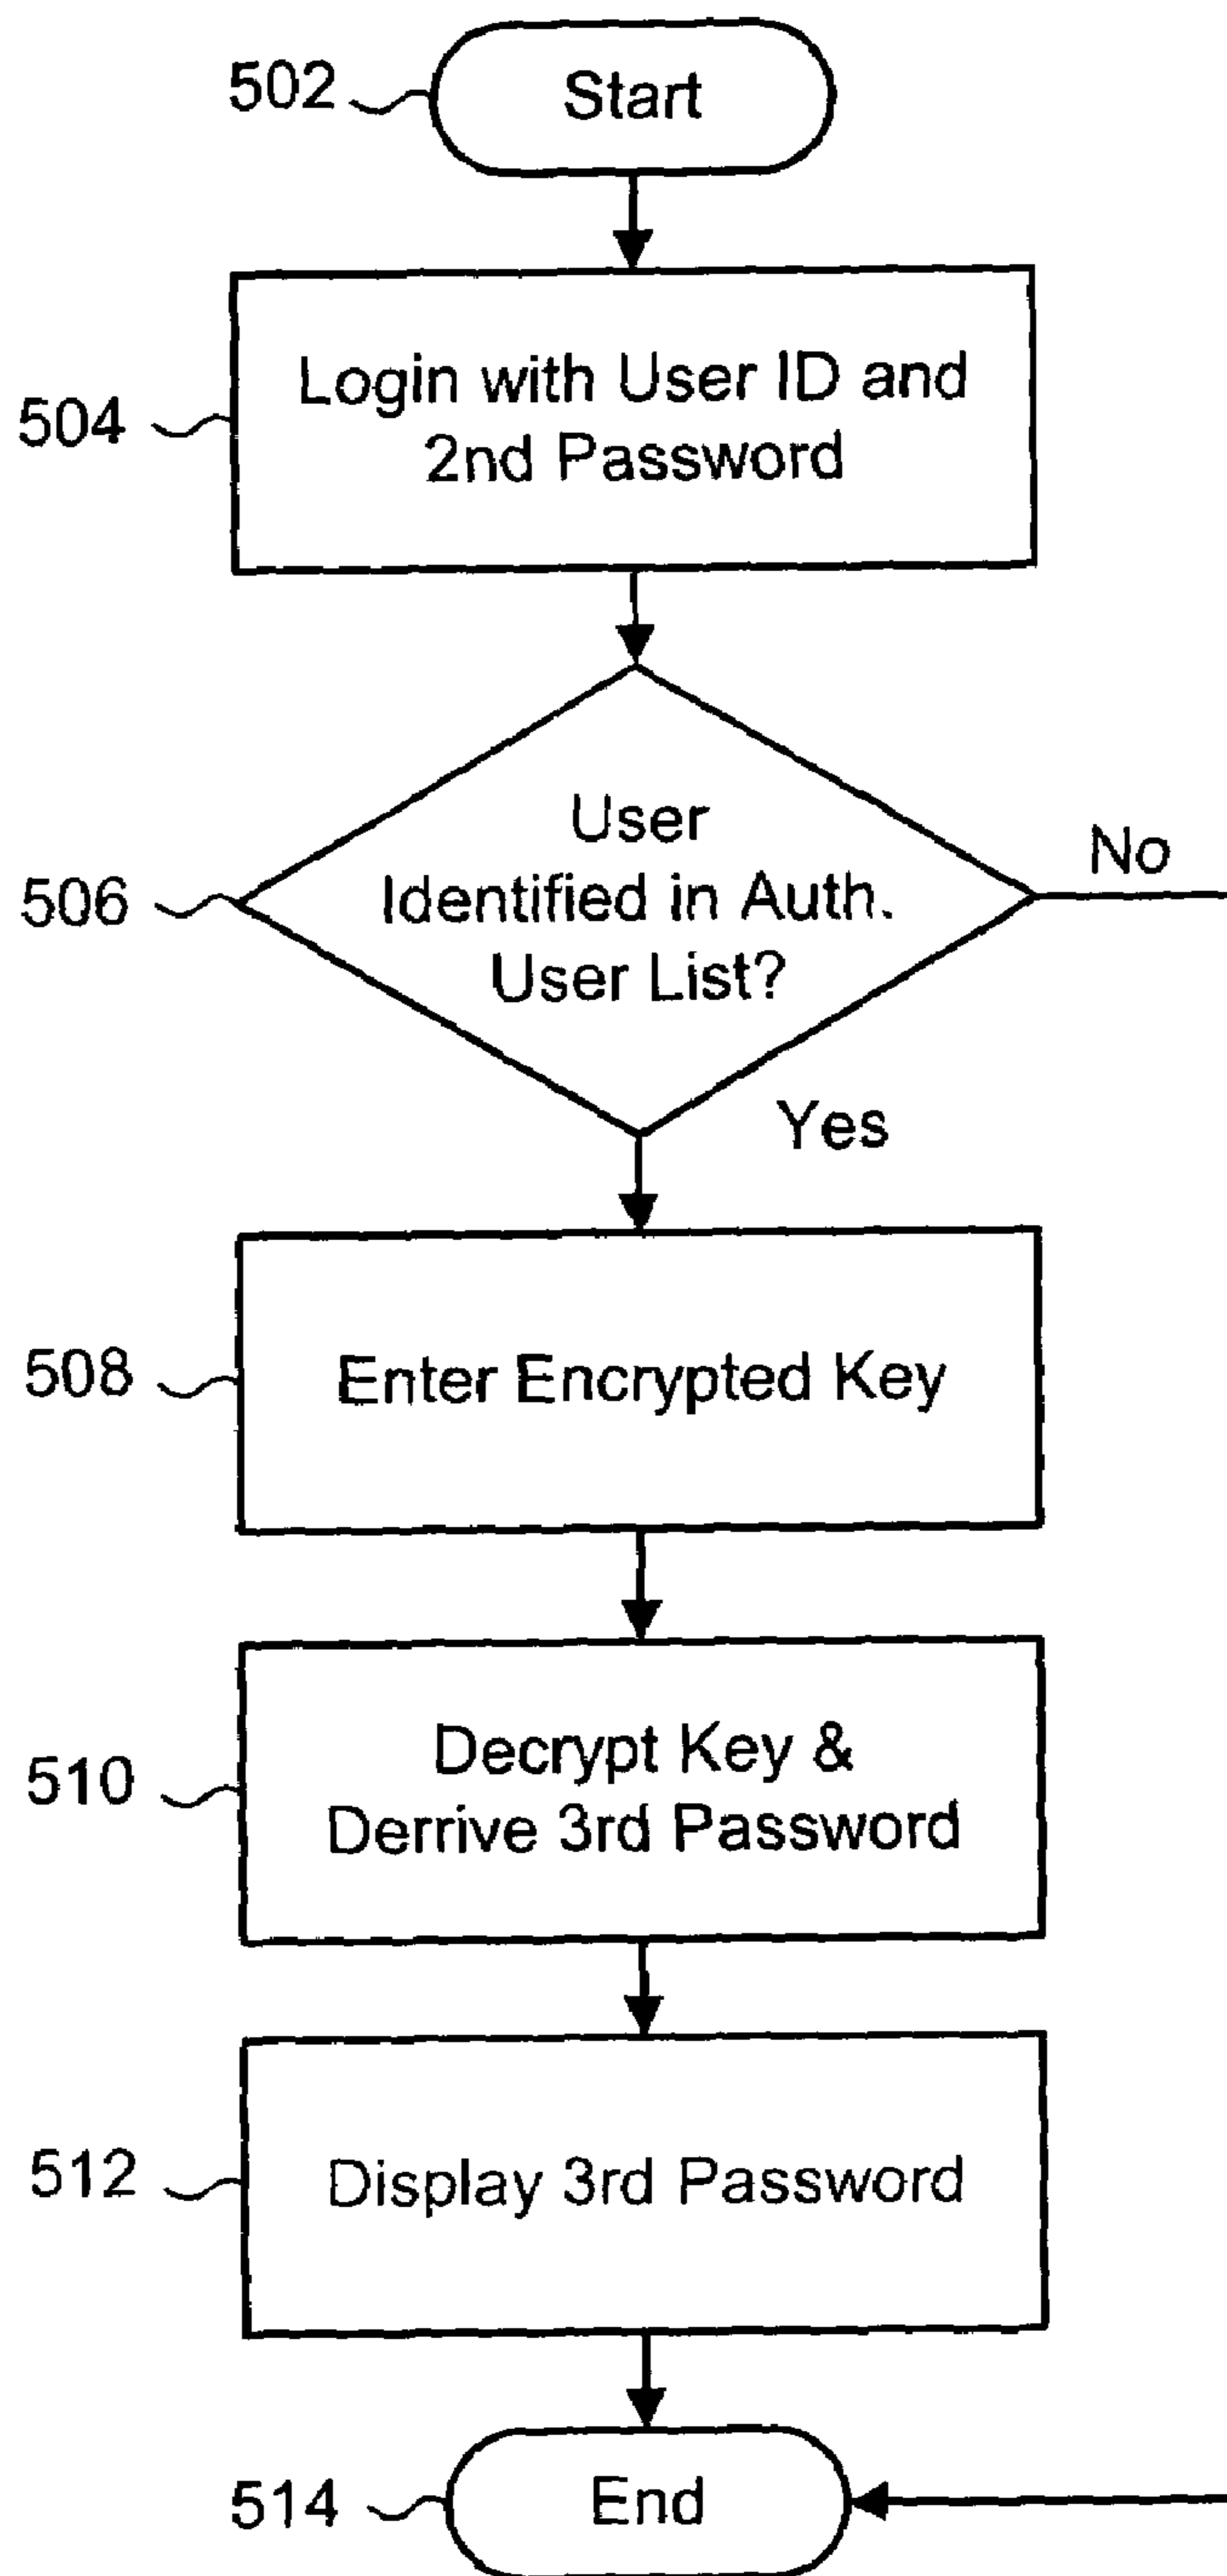 502
Start
504
Login with User ID and
2nd Password
506
User
Identified in Auth.
User List?
No
Yes
508
Enter Encrypted Key
510
Decrypt Key &
Derrive 3rd Password
512
Display 3rd Password
514
End